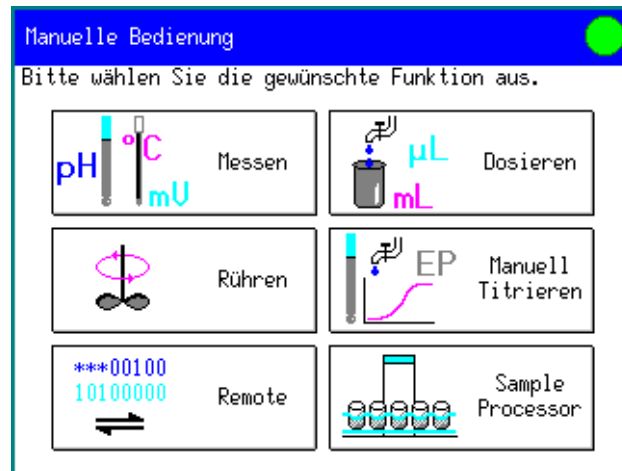 Manuelle Bedienung
Bitte wählen Sie die gewünschte Funktion aus.
pH °C mV Messen
µL mL Dosieren
Rühren
EP Manuell
Titrieren
***00100
10100000
Remote
Sample
Processor